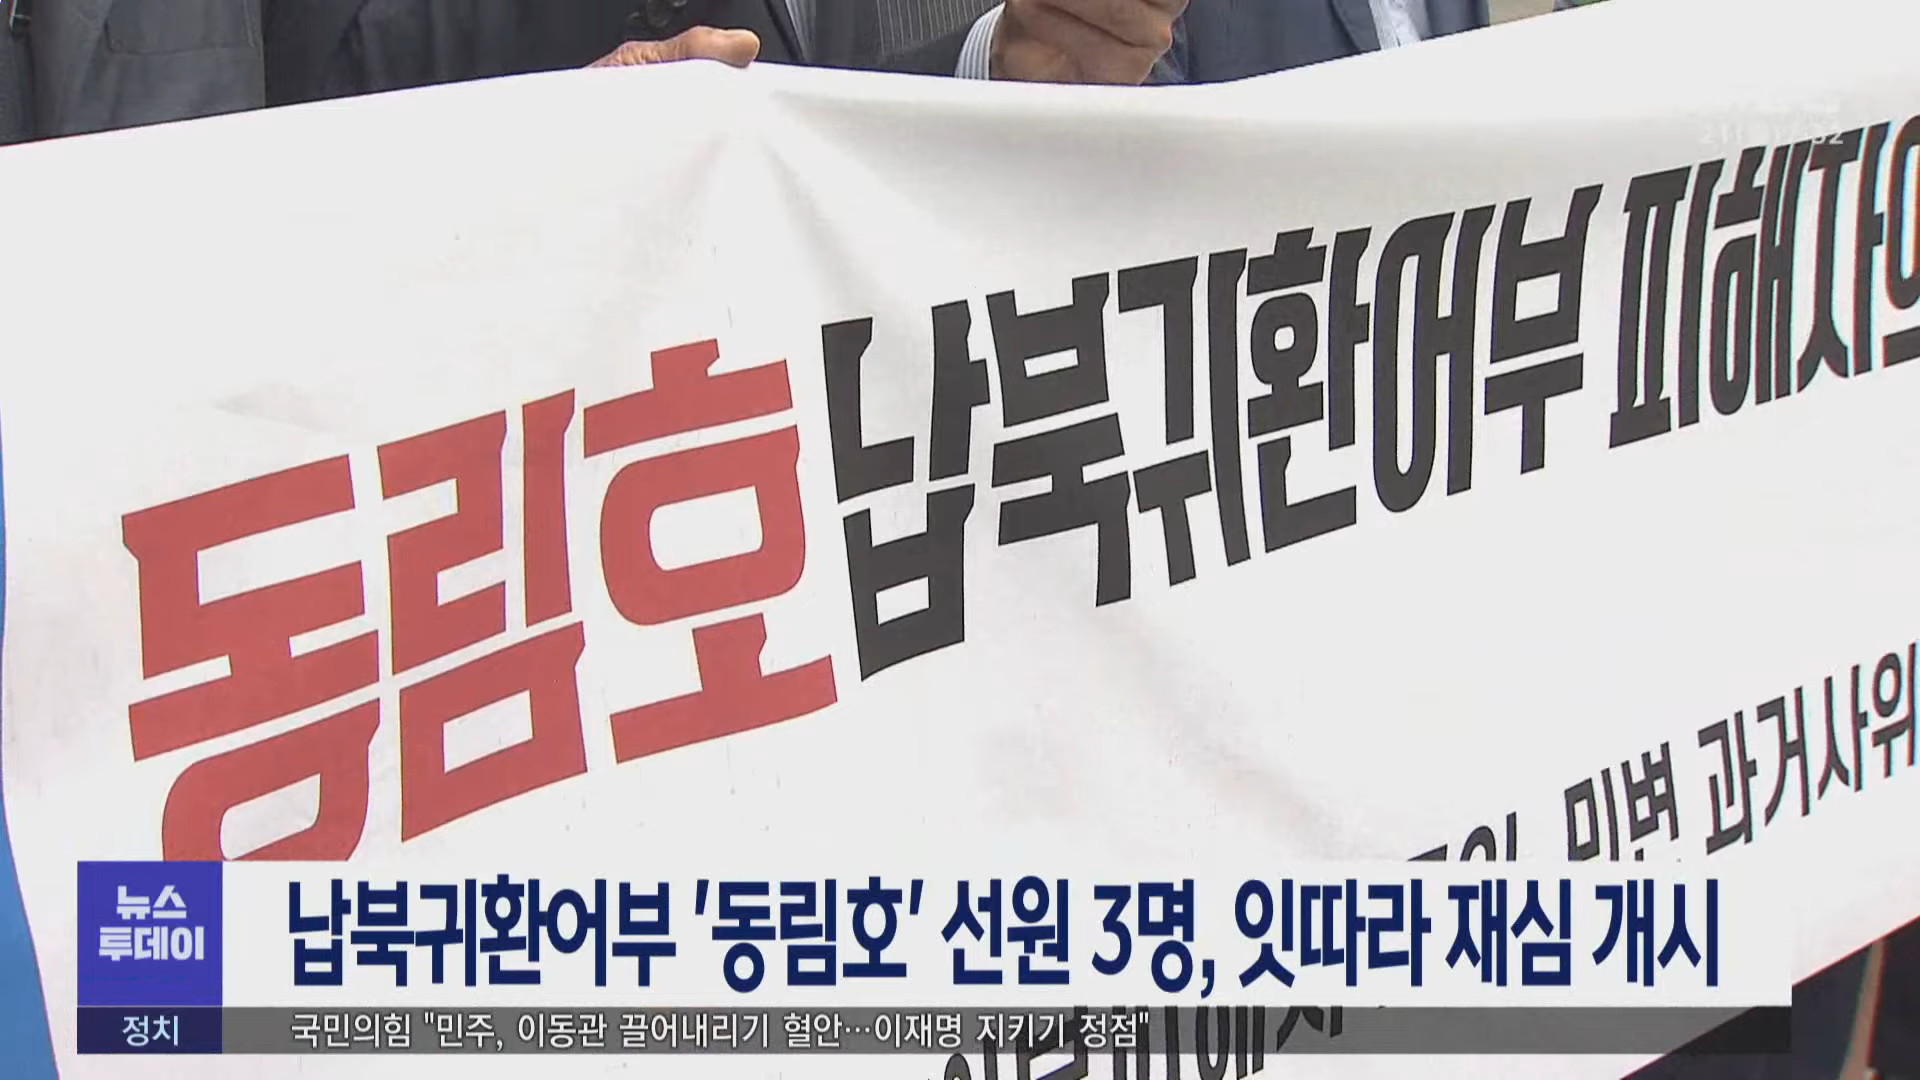 동림호 납북귀환어부 피해자의
민변 과거사위
뉴스
투데이
납북귀환어부 '동림호' 선원 3명, 잇따라 재심 개시
정치
국민의힘 "민주, 이동관 끌어내리기 혈안…이재명 지키기 정점"